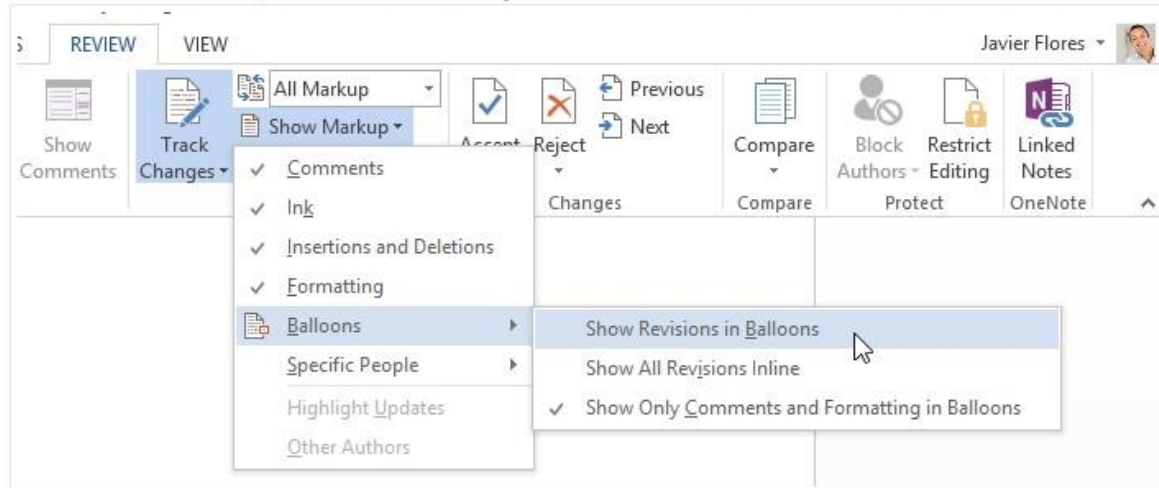 S REVIEW VIEW Javier Flores
All Markup Previous
Show Markup Next
Show Comments
Track Changes
Accept Reject
Compare
Block Authors
Restrict Editing
Linked Notes
Changes Compare Protect OneNote
Comments
Ink
Insertions and Deletions
Formatting
Balloons
Specific People
Highlight Updates
Other Authors
Show Revisions in Balloons
Show All Revisions Inline
Show Only Comments and Formatting in Balloons